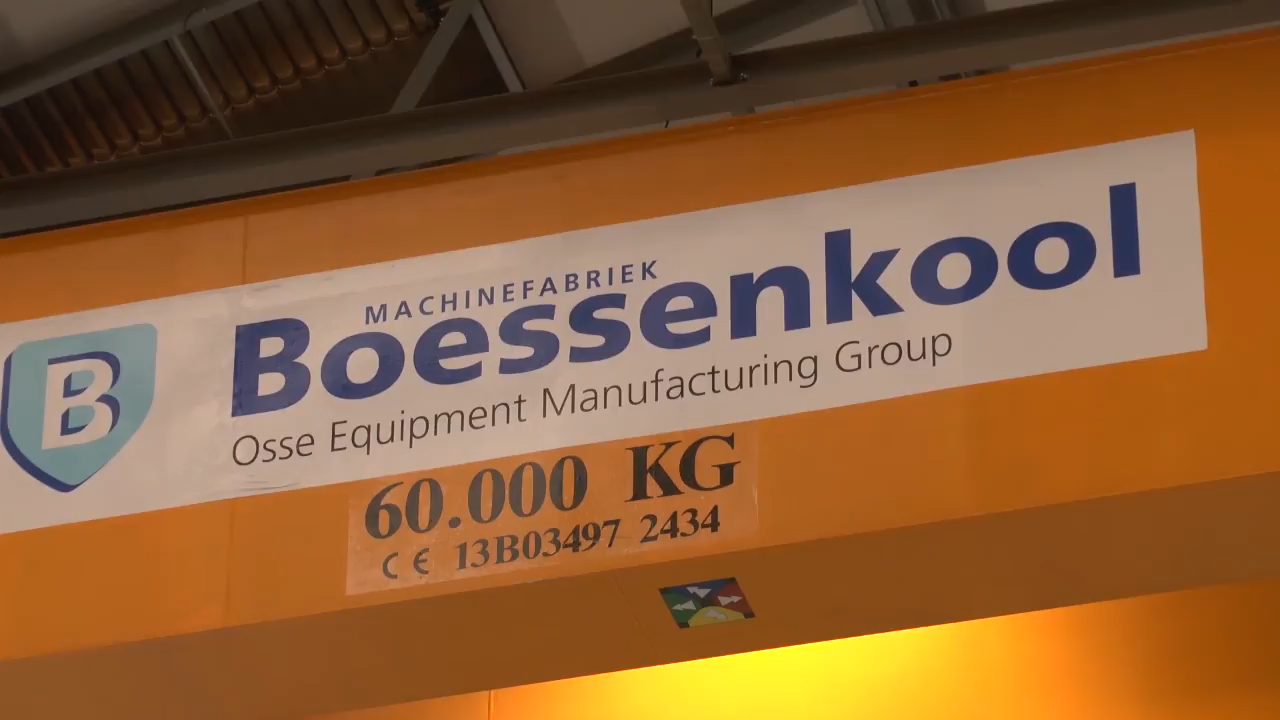 B
MACHINEFABRIEK
Boessenkool
Osse Equipment Manufacturing Group
60.000 KG
CE 13B03497 2434